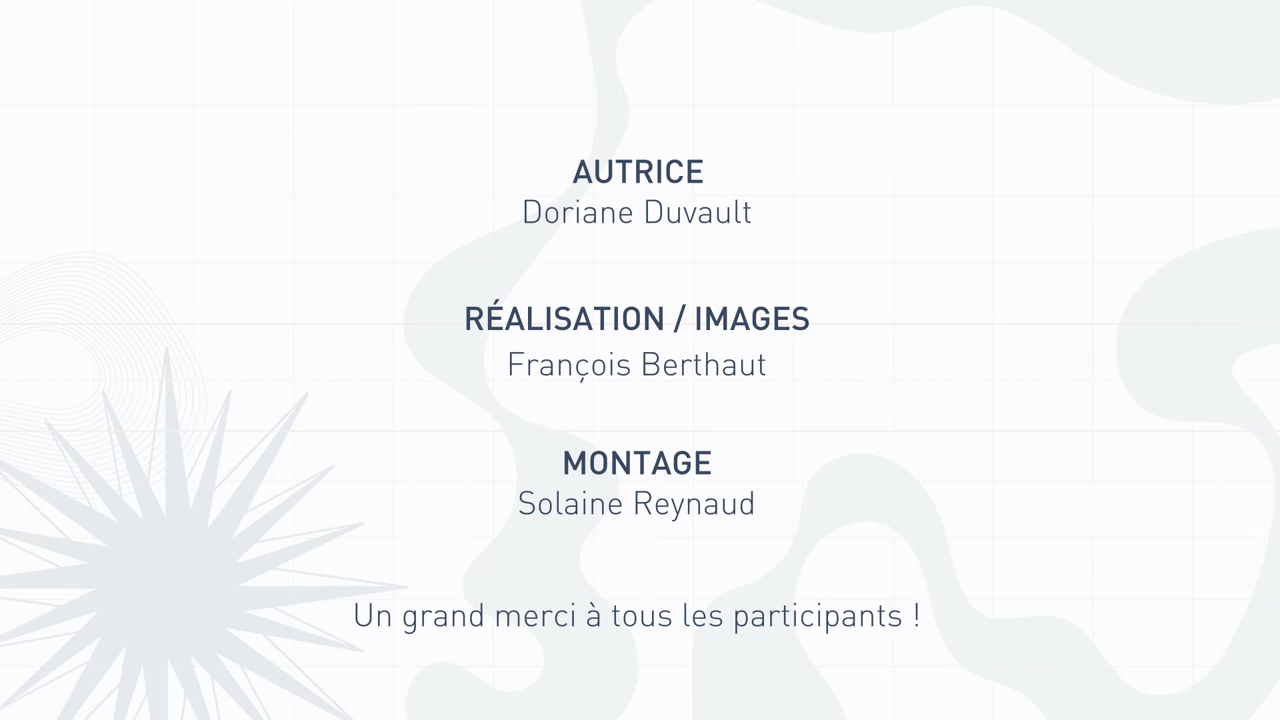 AUTRICE
Doriane Duvault
RÉALISATION / IMAGES
François Berthaut
MONTAGE
Solaine Reynaud
Un grand merci à tous les participants !